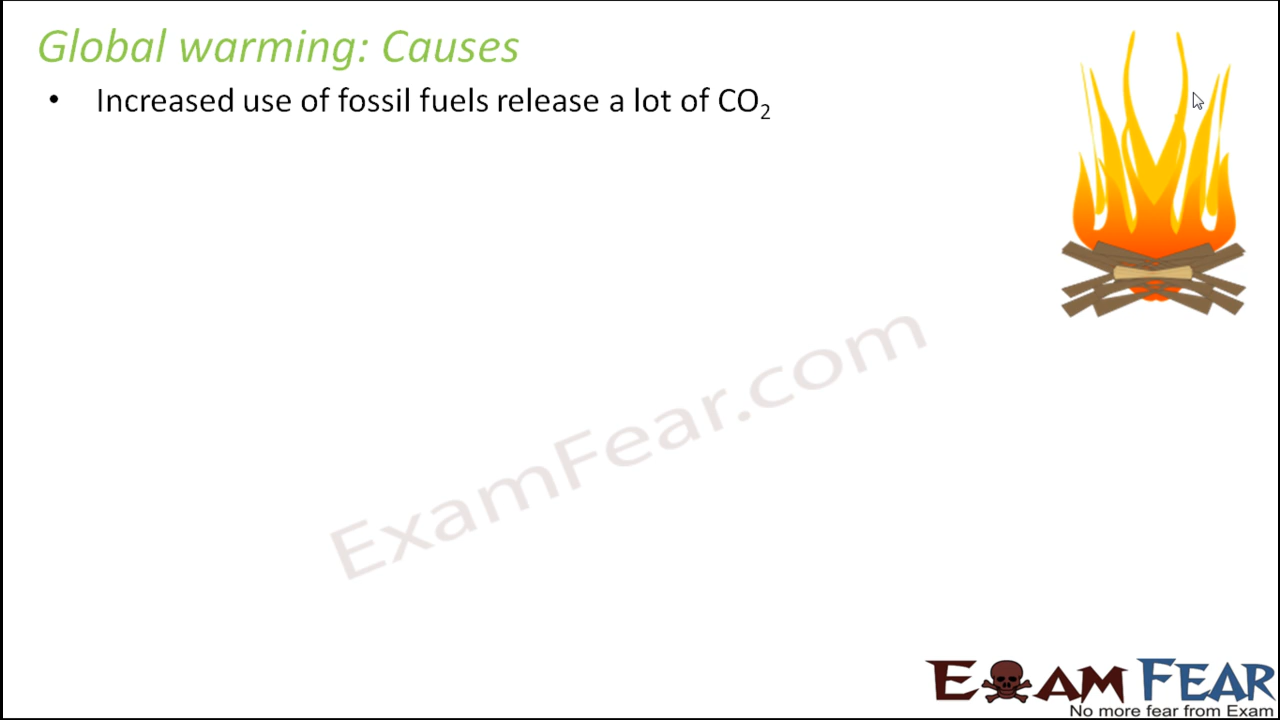 Global warming: Causes
• Increased use of fossil fuels release a lot of CO₂
ExamFear.com
EXAM FEAR
No more fear from Exam